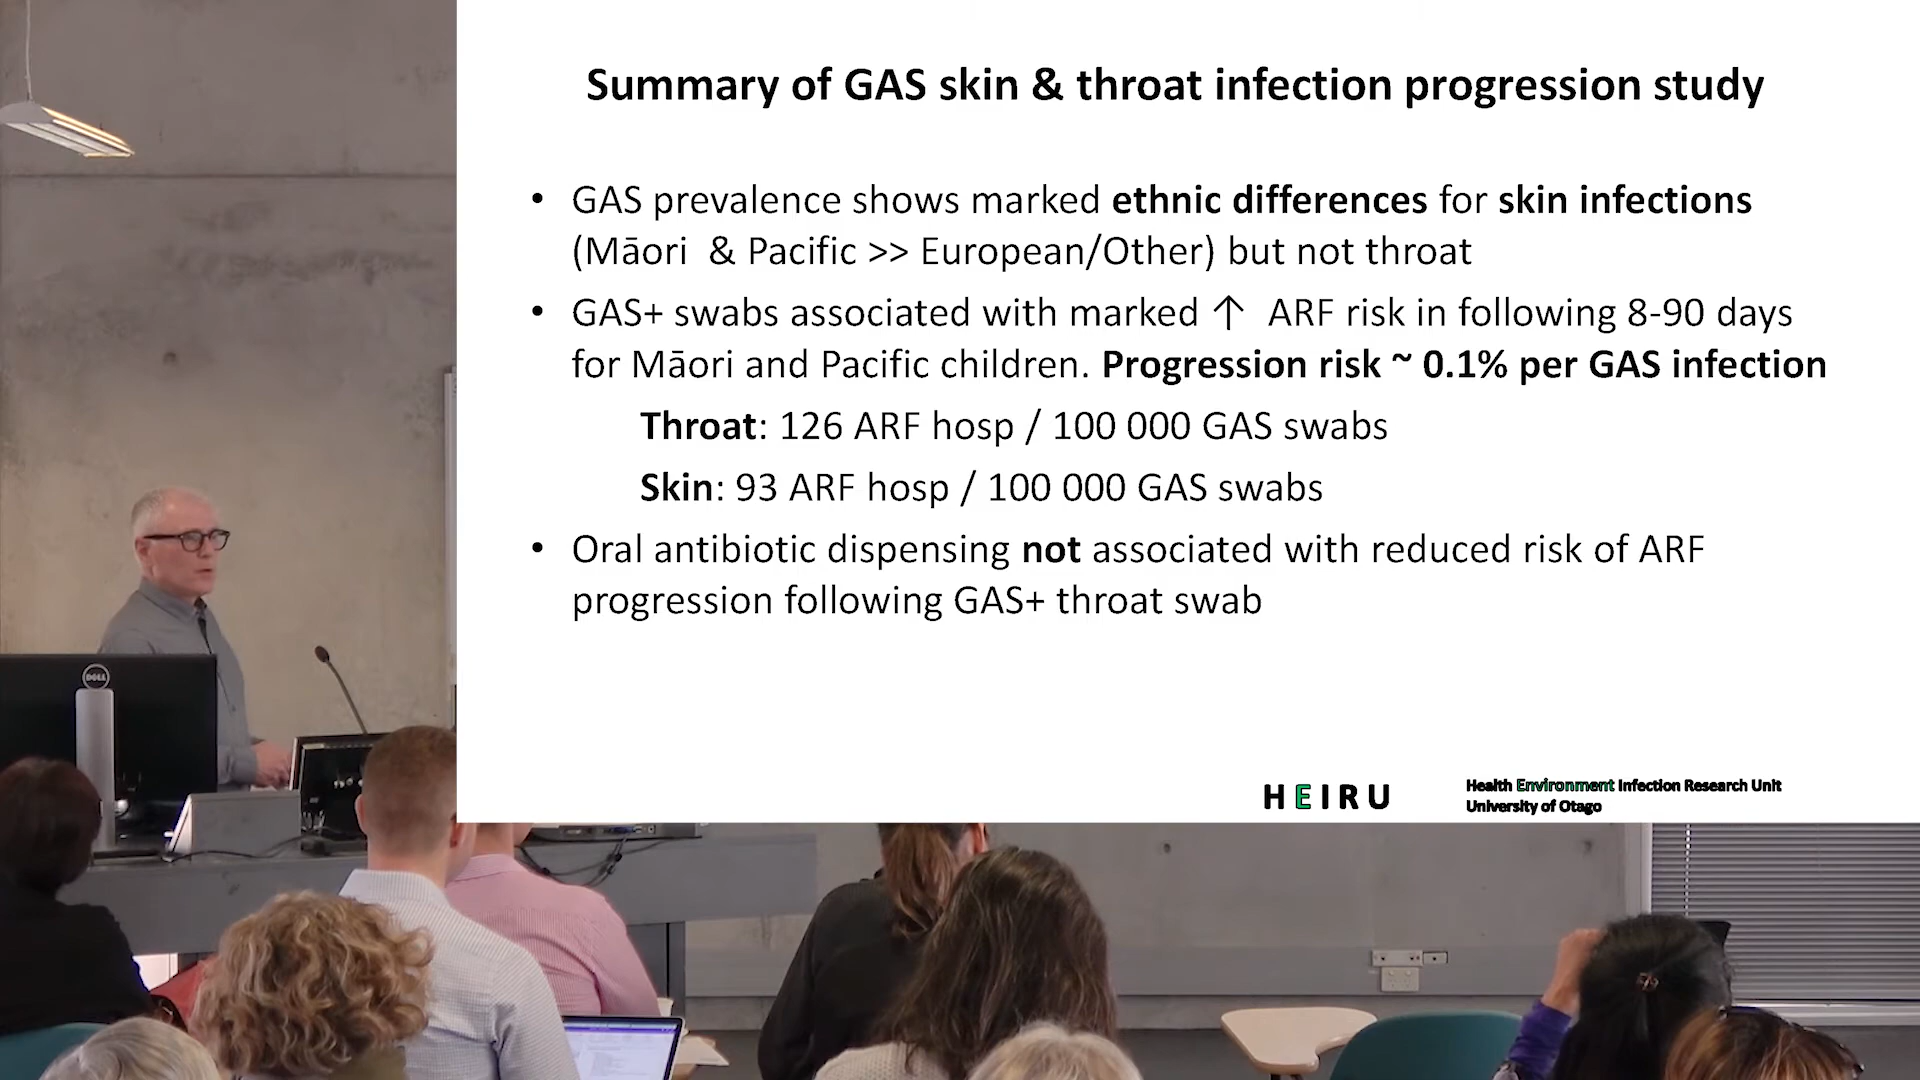 Summary of GAS skin & throat infection progression study
• GAS prevalence shows marked ethnic differences for skin infections
(Māori & Pacific >> European/Other) but not throat
• GAS+ swabs associated with marked ↑ ARF risk in following 8-90 days
for Māori and Pacific children. Progression risk ~ 0.1% per GAS infection
Throat: 126 ARF hosp / 100 000 GAS swabs
Skin: 93 ARF hosp / 100 000 GAS swabs
• Oral antibiotic dispensing not associated with reduced risk of ARF
progression following GAS+ throat swab
HEIRU
Health Environment Infection Research Unit
University of Otago
DELL